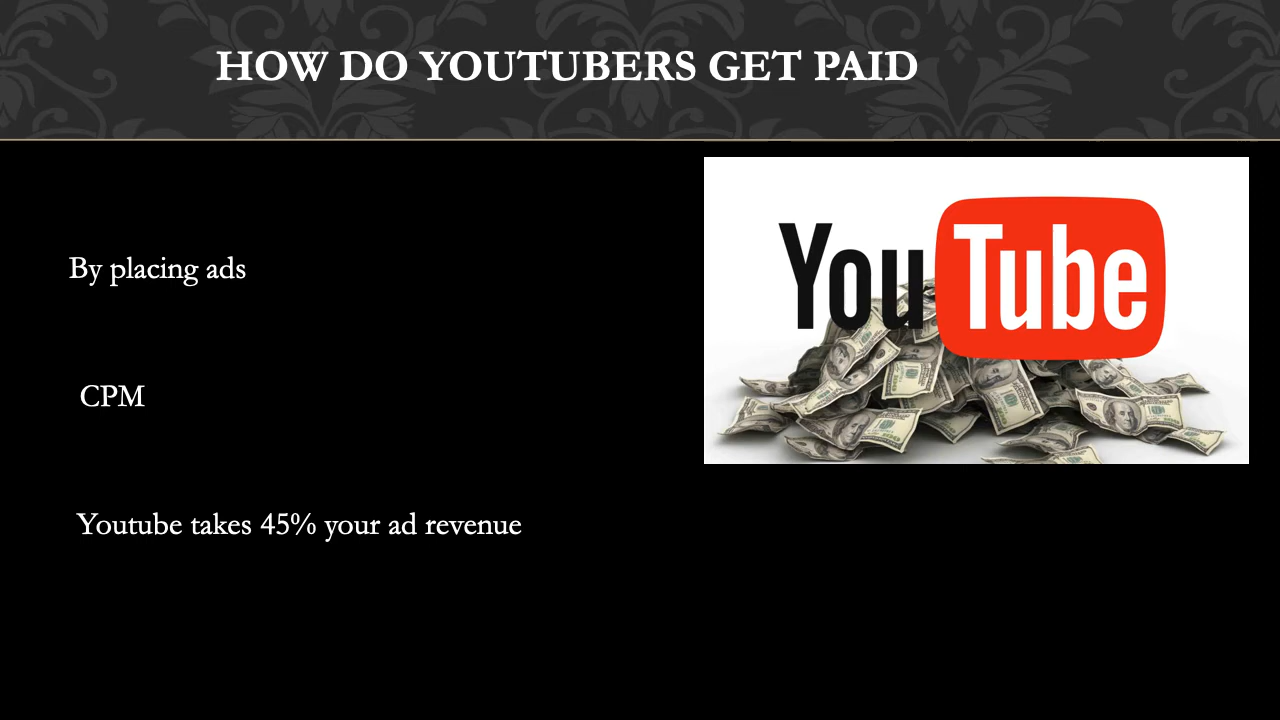 HOW DO YOUTUBERS GET PAID
By placing ads
YouTube
CPM
Youtube takes 45% your ad revenue